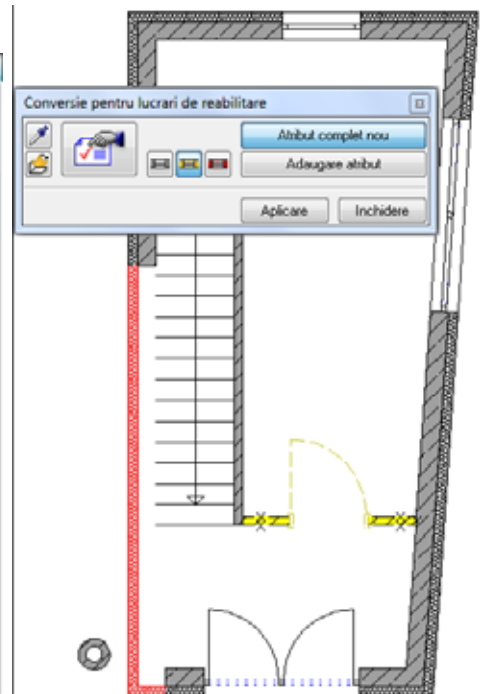 Conversie pentru lucrari de reabilitare
Atribut complet nou
Adaugare atribut
Aplicare
Inchidere